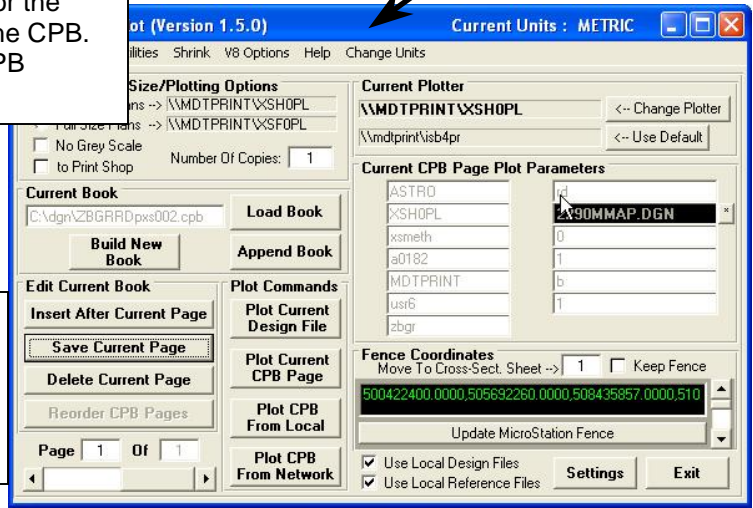 or the
ne CPB.
PB
ot (Version 1.5.0) Current Units : METRIC
ilities Shrink V8 Options Help Change Units
Size/Plotting Options
ns --> \\MDTPRINT\XSHOPL
Full Size Plans --> \\MDTPRINT\XSFOPL
No Grey Scale
to Print Shop
Number Of Copies: 1
Current Plotter
\\MDTPRINT\XSHOPL
<-- Change Plotter
\\mdtprint\isb4pr
<-- Use Default
Current Book
C:\dgn\ZBGRRDpxs002.cpb
Load Book
Build New
Book
Append Book
Current CPB Page Plot Parameters
ASTRO rd
XSHOPL MMAP.DGN *
xsmeth 0
a0182 1
MDTPRINT b
usr6 1
zbgr
Edit Current Book
Insert After Current Page
Save Current Page
Delete Current Page
Reorder CPB Pages
Page 1 Of 1
Plot Commands
Plot Current
Design File
Plot Current
CPB Page
Plot CPB
From Local
Plot CPB
From Network
Fence Coordinates
Move To Cross-Sect. Sheet --> 1 Keep Fence
500422400.0000,505692260.0000,508435857.0000,510
Update MicroStation Fence
Use Local Design Files
Use Local Reference Files
Settings
Exit